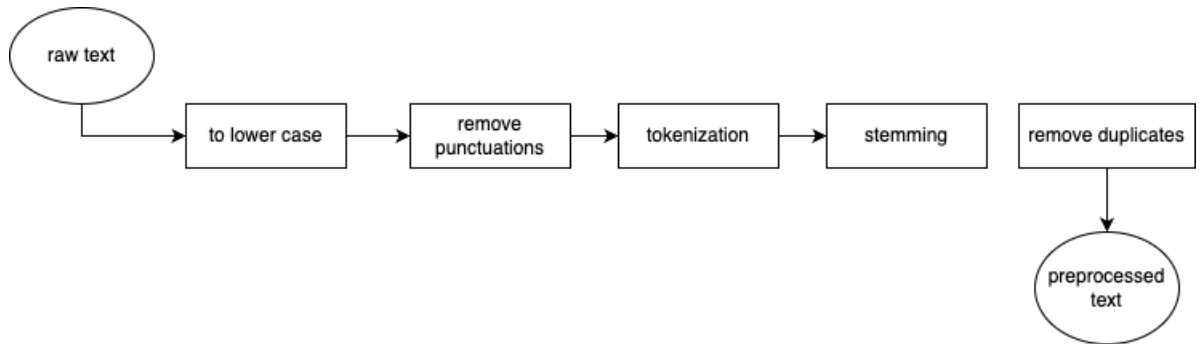 raw text
to lower case
remove
punctuations
tokenization
stemming
remove duplicates
preprocessed
text